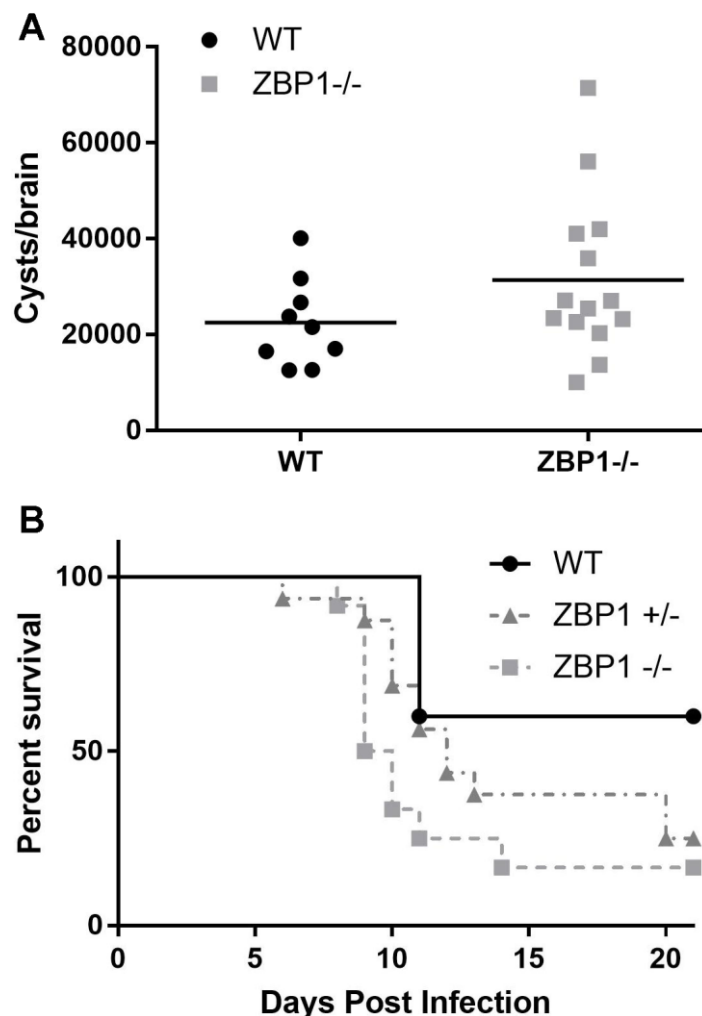 A
WT
ZBP1-/-
80000
60000
40000
20000
0
Cysts/brain
WT ZBP1-/-
B
WT
ZBP1 +/-
ZBP1 -/-
100
50
0
Percent survival
0 5 10 15 20
Days Post Infection